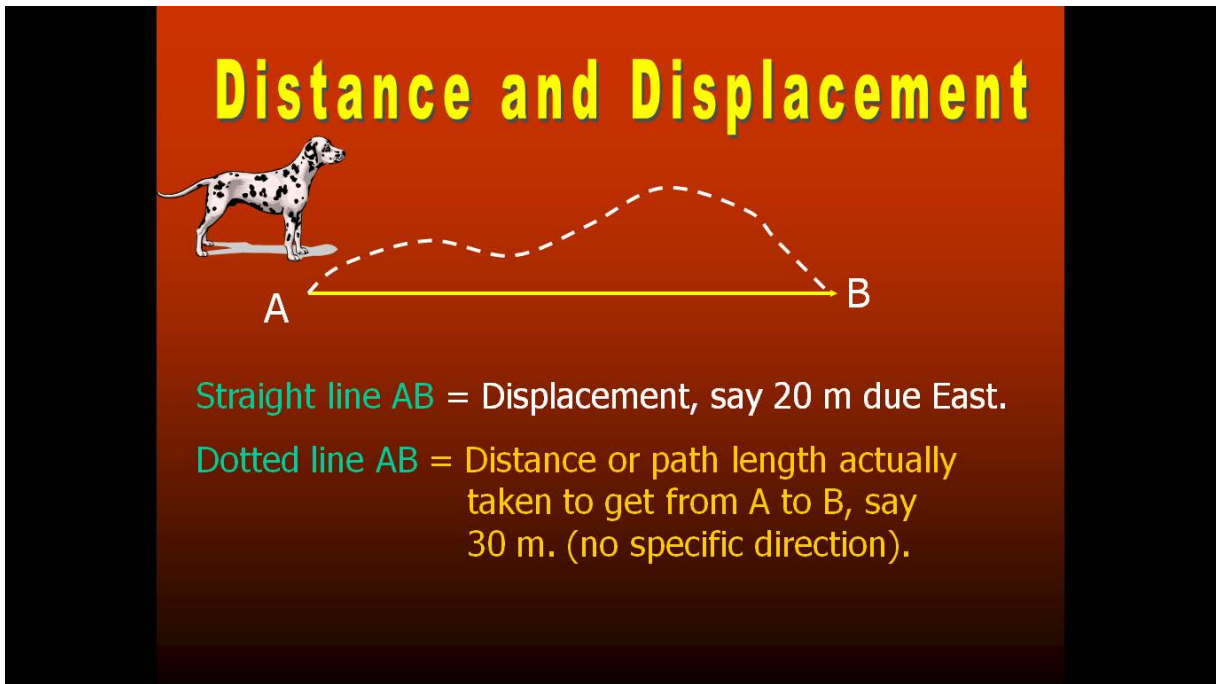 Distance and Displacement
A
B
Straight line AB = Displacement, say 20 m due East.
Dotted line AB = Distance or path length actually
taken to get from A to B, say
30 m. (no specific direction).